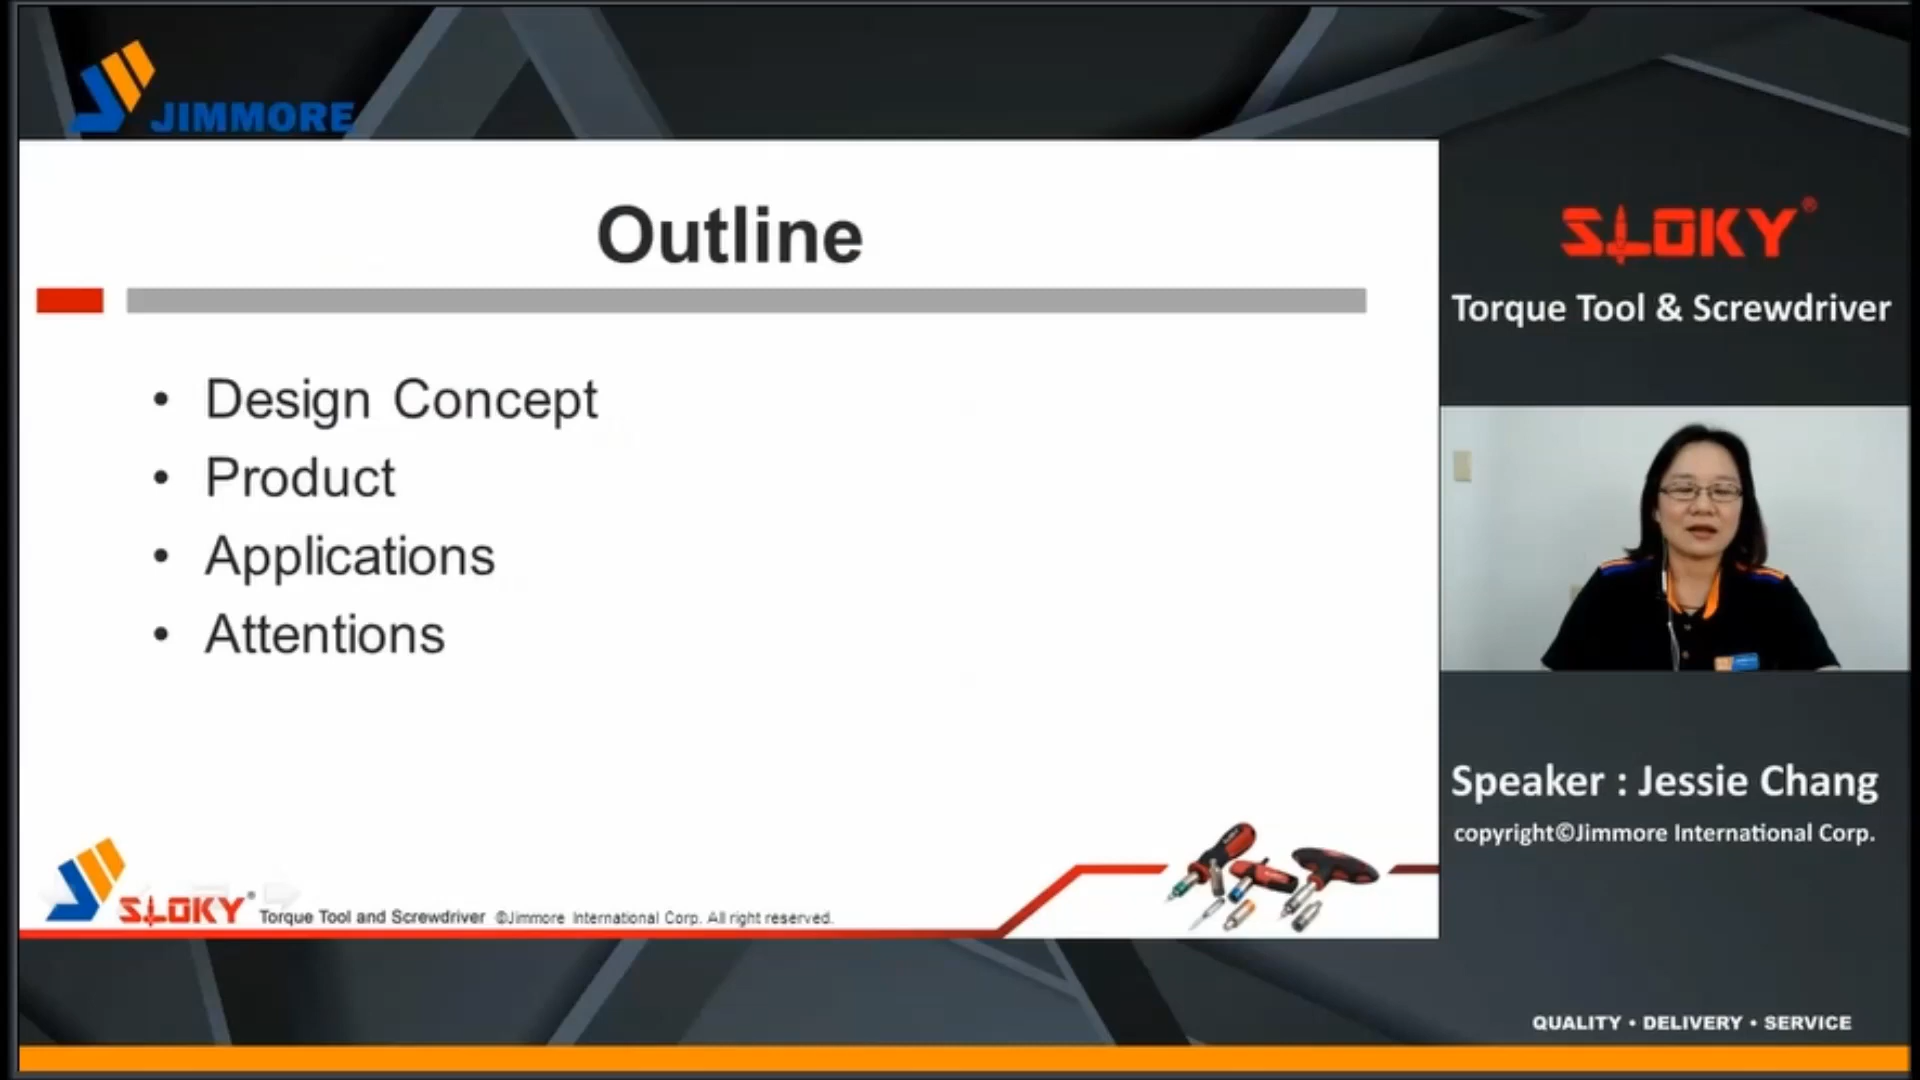 JIMMORE
Outline
• Design Concept
• Product
• Applications
• Attentions
SLOKY® Torque Tool and Screwdriver ©Jimmore International Corp. All right reserved.
SLOKY®
Torque Tool & Screwdriver
Speaker : Jessie Chang
copyright©Jimmore International Corp.
QUALITY • DELIVERY • SERVICE